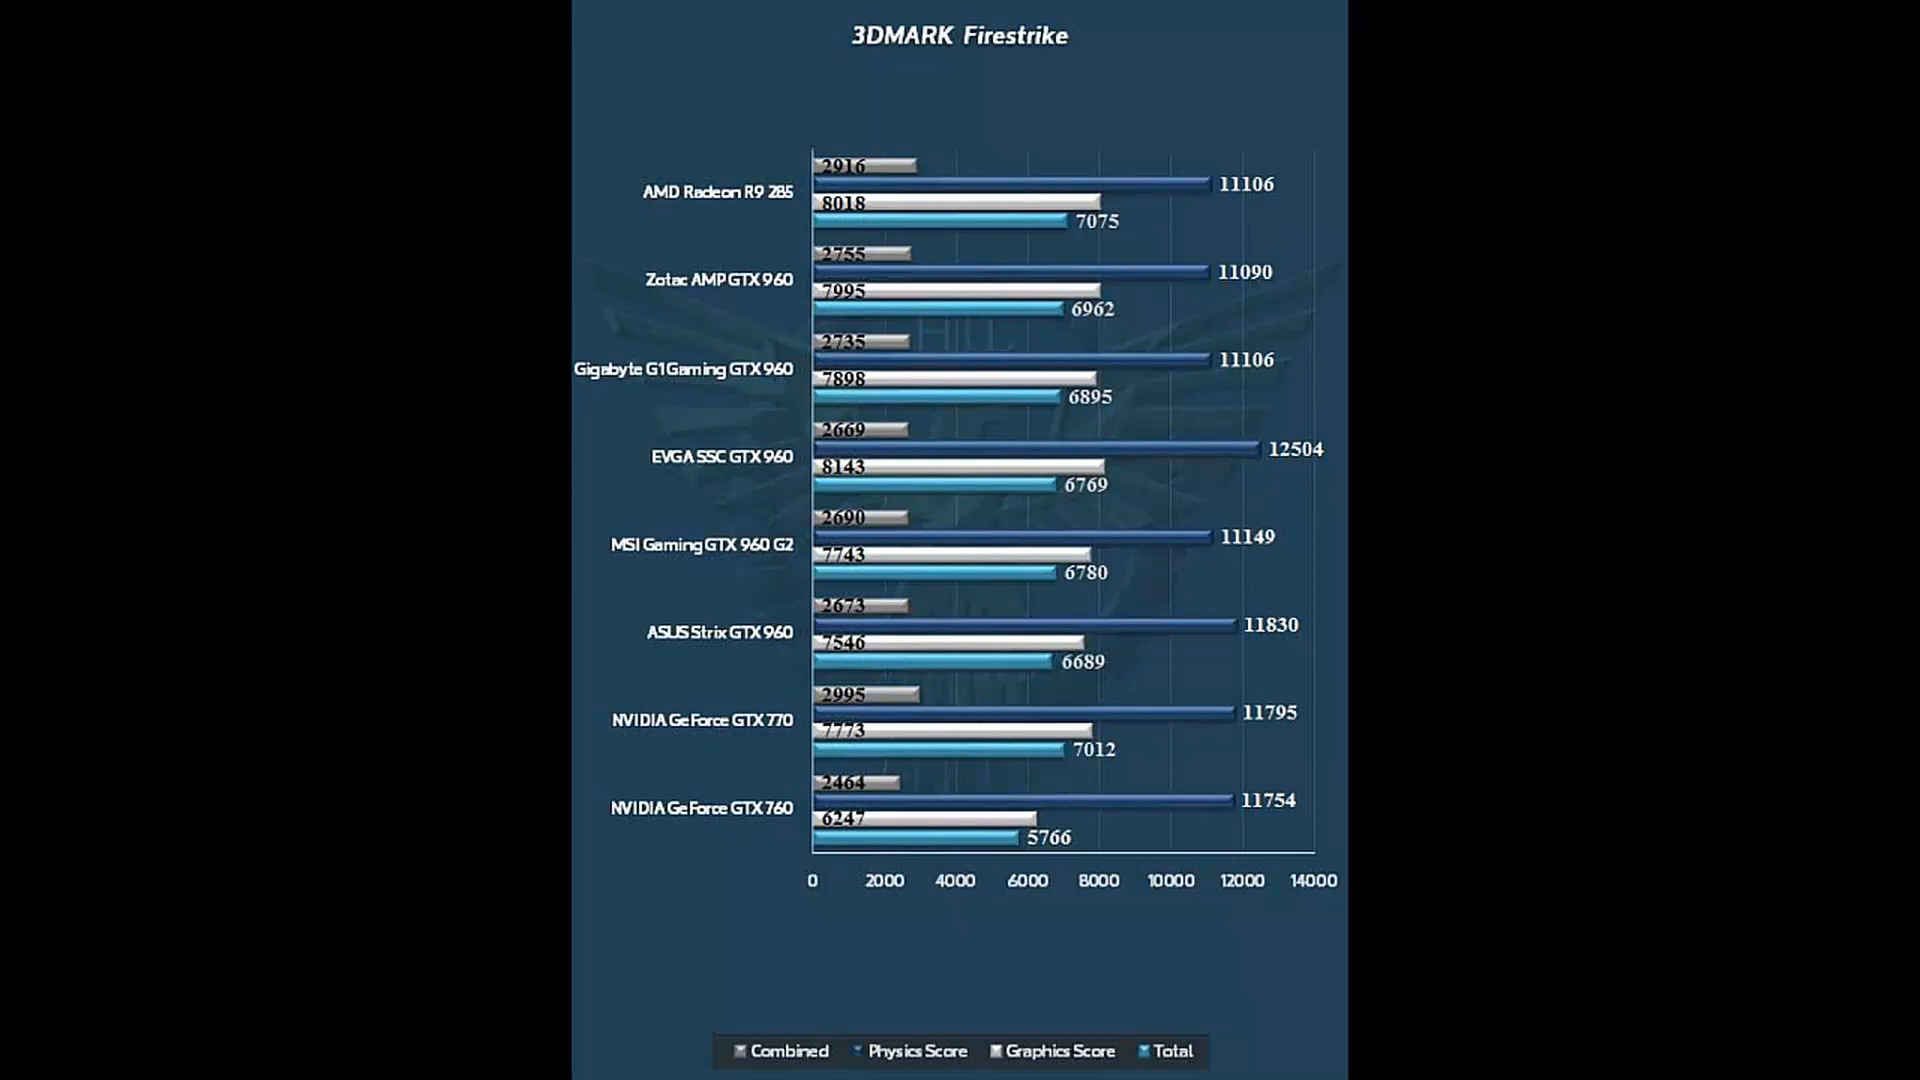 3DMARK Firestrike
2916
AMD Radeon R9 285
11106
8018
7075
2755
Zotac AMP GTX 960
11090
7995
6962
2735
Gigabyte G1 Gaming GTX 960
11106
7898
6895
2669
EVGA SSC GTX 960
12504
8143
6769
2690
MSI Gaming GTX 960 G2
11149
7743
6780
2673
ASUS Strix GTX 960
11830
7546
6689
2995
NVIDIA GeForce GTX 770
11795
7773
7012
2464
NVIDIA GeForce GTX 760
11754
6247
5766
0 2000 4000 6000 8000 10000 12000 14000
Combined Physics Score Graphics Score Total